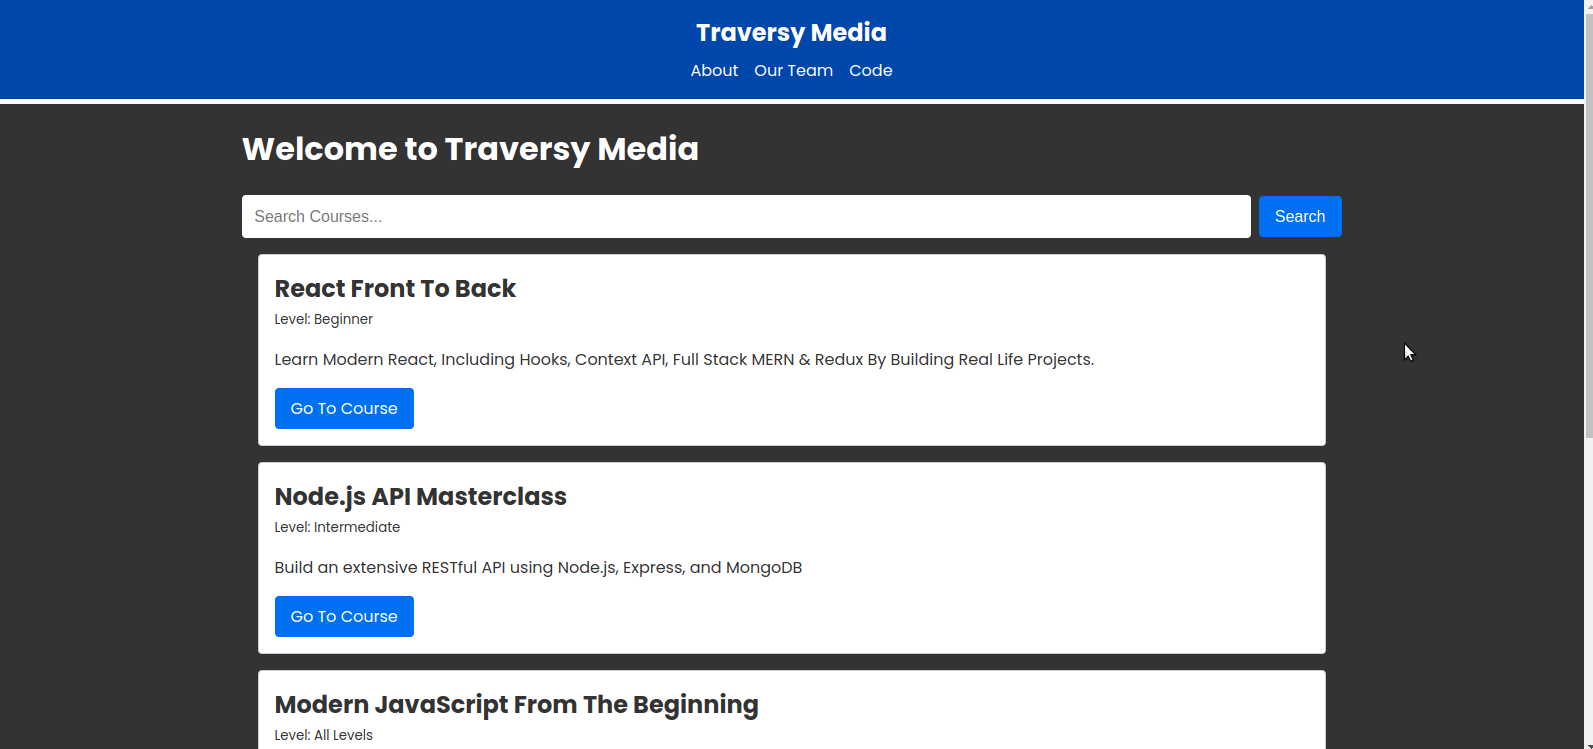 Traversy Media
About Our Team Code
Welcome to Traversy Media
Search Courses...
Search
React Front To Back
Level: Beginner
Learn Modern React, Including Hooks, Context API, Full Stack MERN & Redux By Building Real Life Projects.
Go To Course
Node.js API Masterclass
Level: Intermediate
Build an extensive RESTful API using Node.js, Express, and MongoDB
Go To Course
Modern JavaScript From The Beginning
Level: All Levels